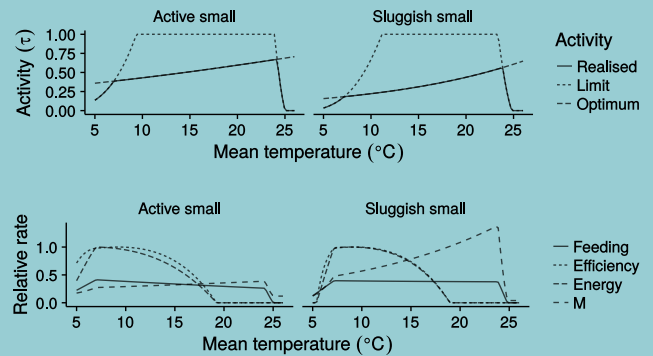 Active small
Sluggish small
Activity (τ)
1.00
0.75
0.50
0.25
0.00
5 10 15 20 25
5 10 15 20 25
Mean temperature (°C)
Activity
Realised
Limit
Optimum
Active small
Sluggish small
Relative rate
1.0
0.5
0.0
5 10 15 20 25
5 10 15 20 25
Mean temperature (°C)
Feeding
Efficiency
Energy
M